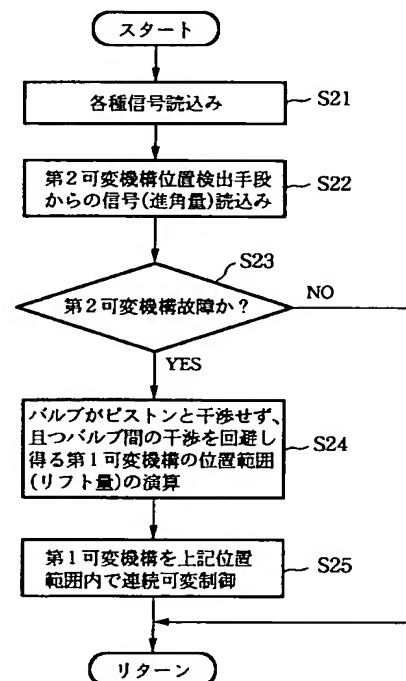 スタート
各種信号読込み
S21
第2可変機構位置検出手段
からの信号(進角量)読込み
S22
S23
第2可変機構故障か?
NO
YES
バルブがピストンと干渉せず、
且つバルブ間の干渉を回避し
得る第1可変機構の位置範囲
(リフト量)の演算
S24
第1可変機構を上記位置
範囲内で連続可変制御
S25
リターン